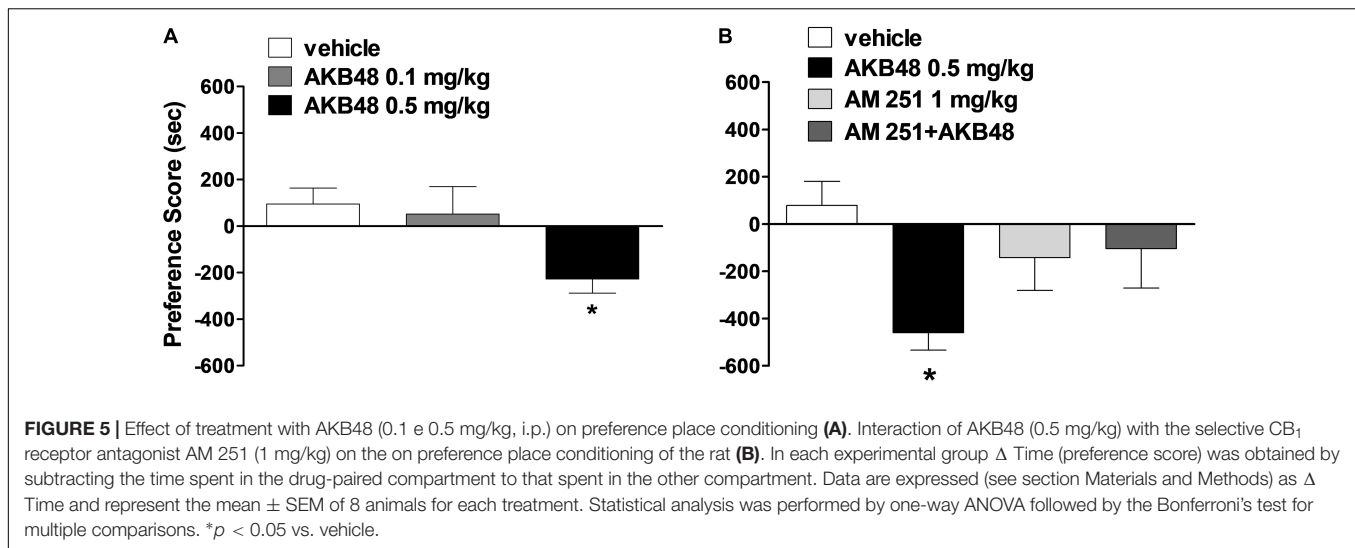 A
vehicle
AKB48 0.1 mg/kg
AKB48 0.5 mg/kg
Preference Score (sec)
600
400
200
0
-200
-400
-600
*
B
vehicle
AKB48 0.5 mg/kg
AM 251 1 mg/kg
AM 251+AKB48
600
400
200
0
-200
-400
-600
*
FIGURE 5 | Effect of treatment with AKB48 (0.1 e 0.5 mg/kg, i.p.) on preference place conditioning (A). Interaction of AKB48 (0.5 mg/kg) with the selective CB1
receptor antagonist AM 251 (1 mg/kg) on the on preference place conditioning of the rat (B). In each experimental group Δ Time (preference score) was obtained by
subtracting the time spent in the drug-paired compartment to that spent in the other compartment. Data are expressed (see section Materials and Methods) as Δ
Time and represent the mean ± SEM of 8 animals for each treatment. Statistical analysis was performed by one-way ANOVA followed by the Bonferroni's test for
multiple comparisons. *p < 0.05 vs. vehicle.